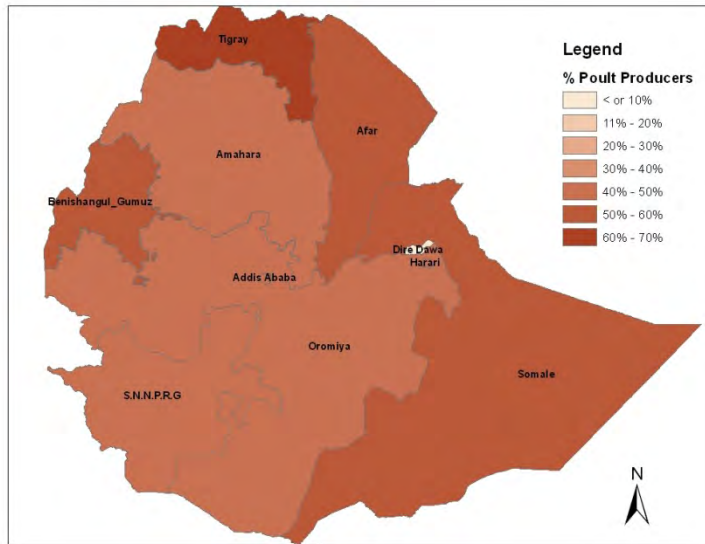 Tigray
Legend
% Poult Producers
< or 10%
11% - 20%
20% - 30%
30% - 40%
40% - 50%
50% - 60%
60% - 70%
Afar
Amahara
Benishangul_Gumuz
Dire Dawa
Harari
Addis Ababa
Oromiya
Somale
S.N.N.P.R.G
N